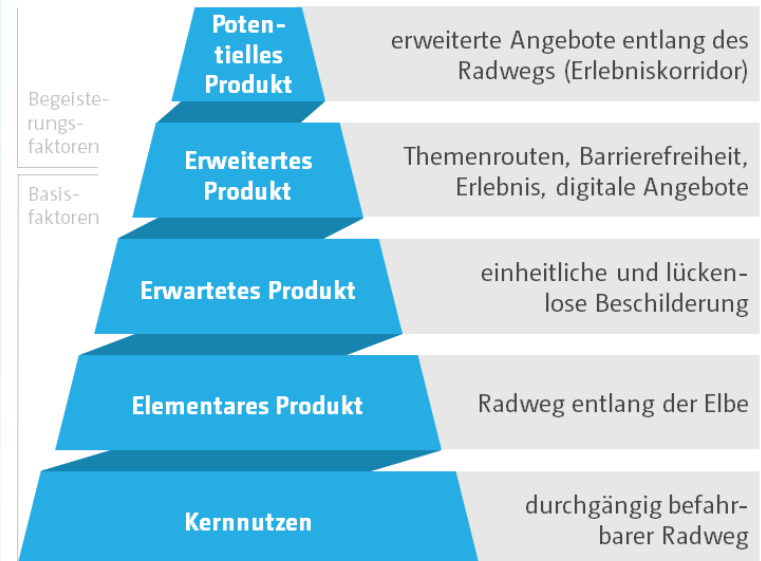 Poten-
tielles
Produkt
erweiterte Angebote entlang des
Radwegs (Erlebniskorridor)
Begeiste-
rungs-
faktoren
Erweitertes
Produkt
Themenrouten, Barrierefreiheit,
Erlebnis, digitale Angebote
Basis-
faktoren
Erwartetes Produkt
einheitliche und lücken-
lose Beschilderung
Elementares Produkt
Radweg entlang der Elbe
Kernnutzen
durchgängig befahr-
barer Radweg